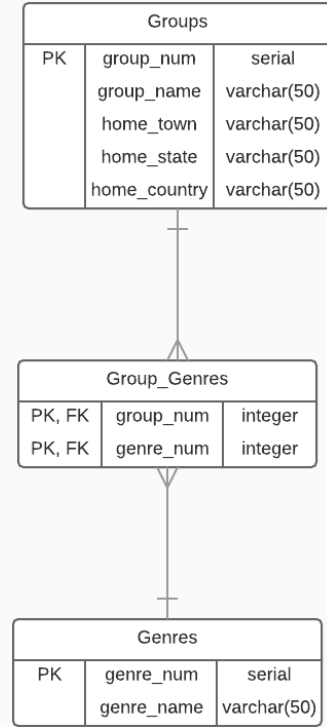 Groups
PK group_num serial
group_name varchar(50)
home_town varchar(50)
home_state varchar(50)
home_country varchar(50)
Group_Genres
PK, FK group_num integer
PK, FK genre_num integer
Genres
PK genre_num serial
genre_name varchar(50)